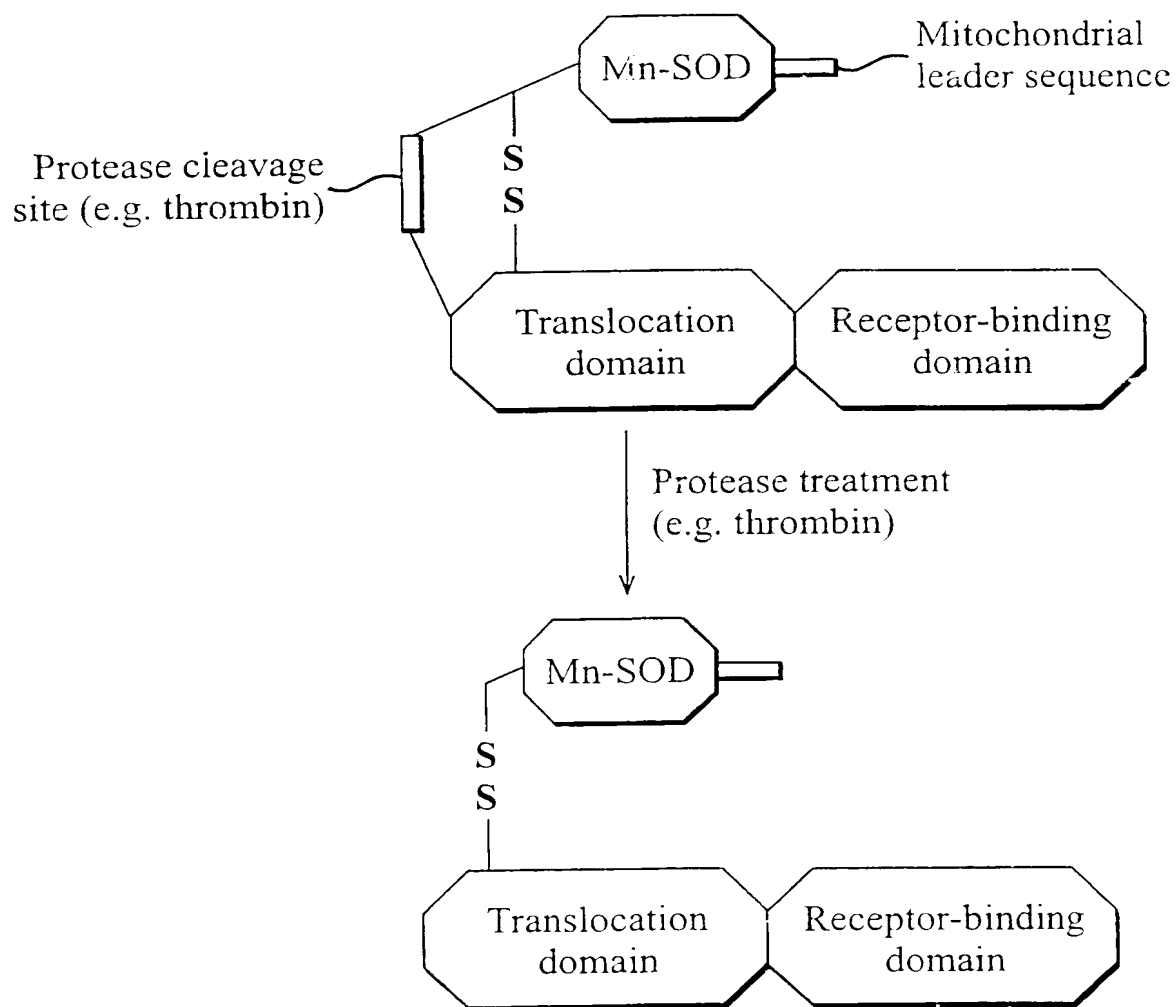 Mn-SOD
Mitochondrial
leader sequence
Protease cleavage
site (e.g. thrombin)
S
S
Translocation
domain
Receptor-binding
domain
Protease treatment
(e.g. thrombin)
Mn-SOD
S
S
Translocation
domain
Receptor-binding
domain